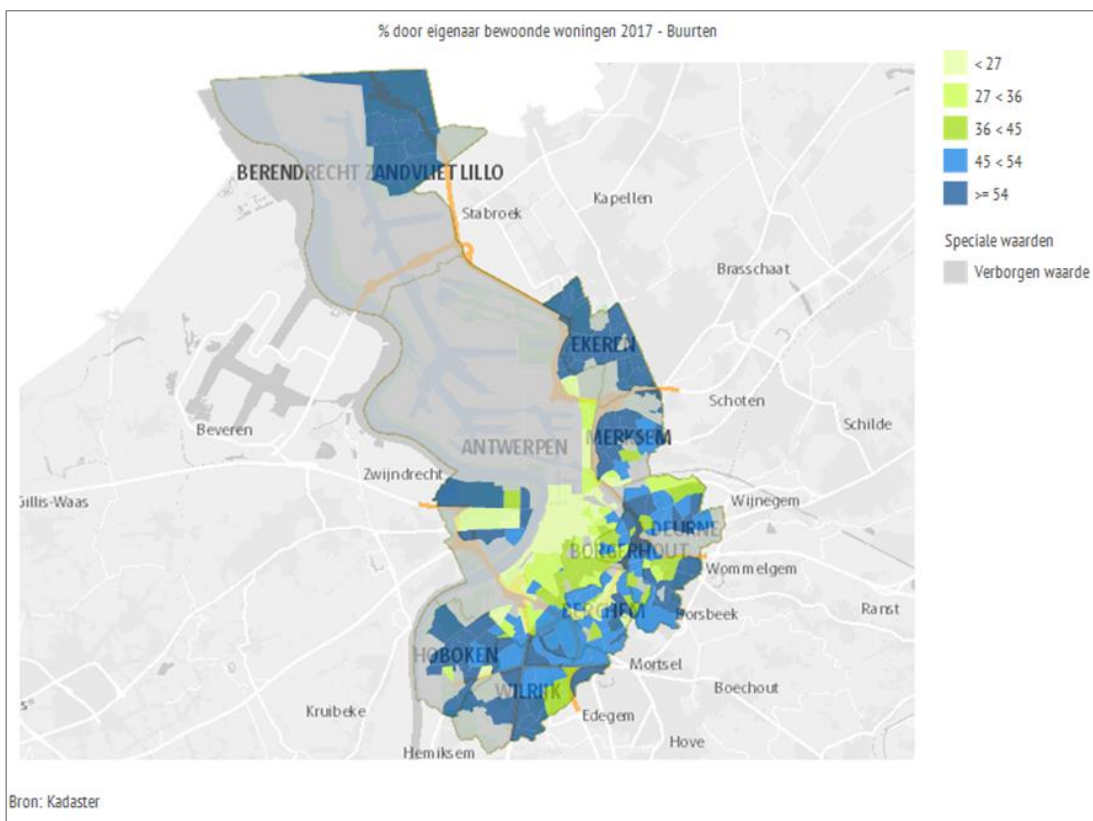 % door eigenaar bewoonde woningen 2017 - Buurten
< 27
27 < 36
36 < 45
45 < 54
>= 54
Speciale waarden
Verborgen waarde
BERENDRECHT ZANDVLIET LILLO
Stabroek
Kapellen
Brasschaat
EKEREN
Schoten
Schilde
Beveren
ANTWERPEN
MERKSEM
Zwijndrecht
Gillis-Waas
Wijnegem
DEURNE
BORGERHOUT
Wommelgem
Ranst
BERCHEM
Borsbeek
HOBOKEN
Mortsel
WILRIJK
Boechout
Kruibeke
Edegem
Hove
Hemiksem
Bron: Kadaster